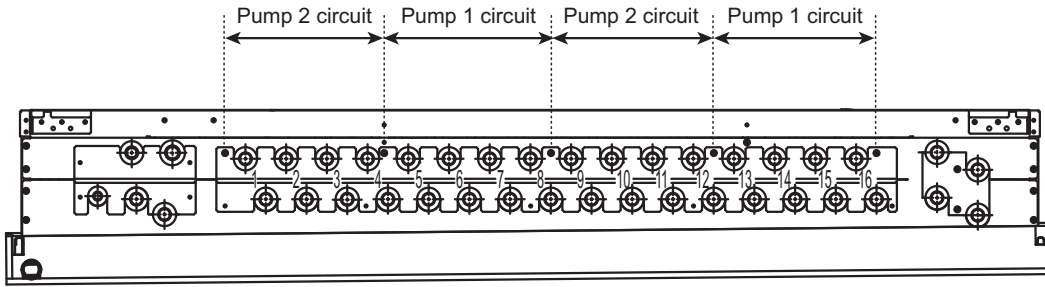 Pump 2 circuit Pump 1 circuit Pump 2 circuit Pump 1 circuit
1 2 3 4 5 6 7 8 9 10 11 12 13 14 15 16